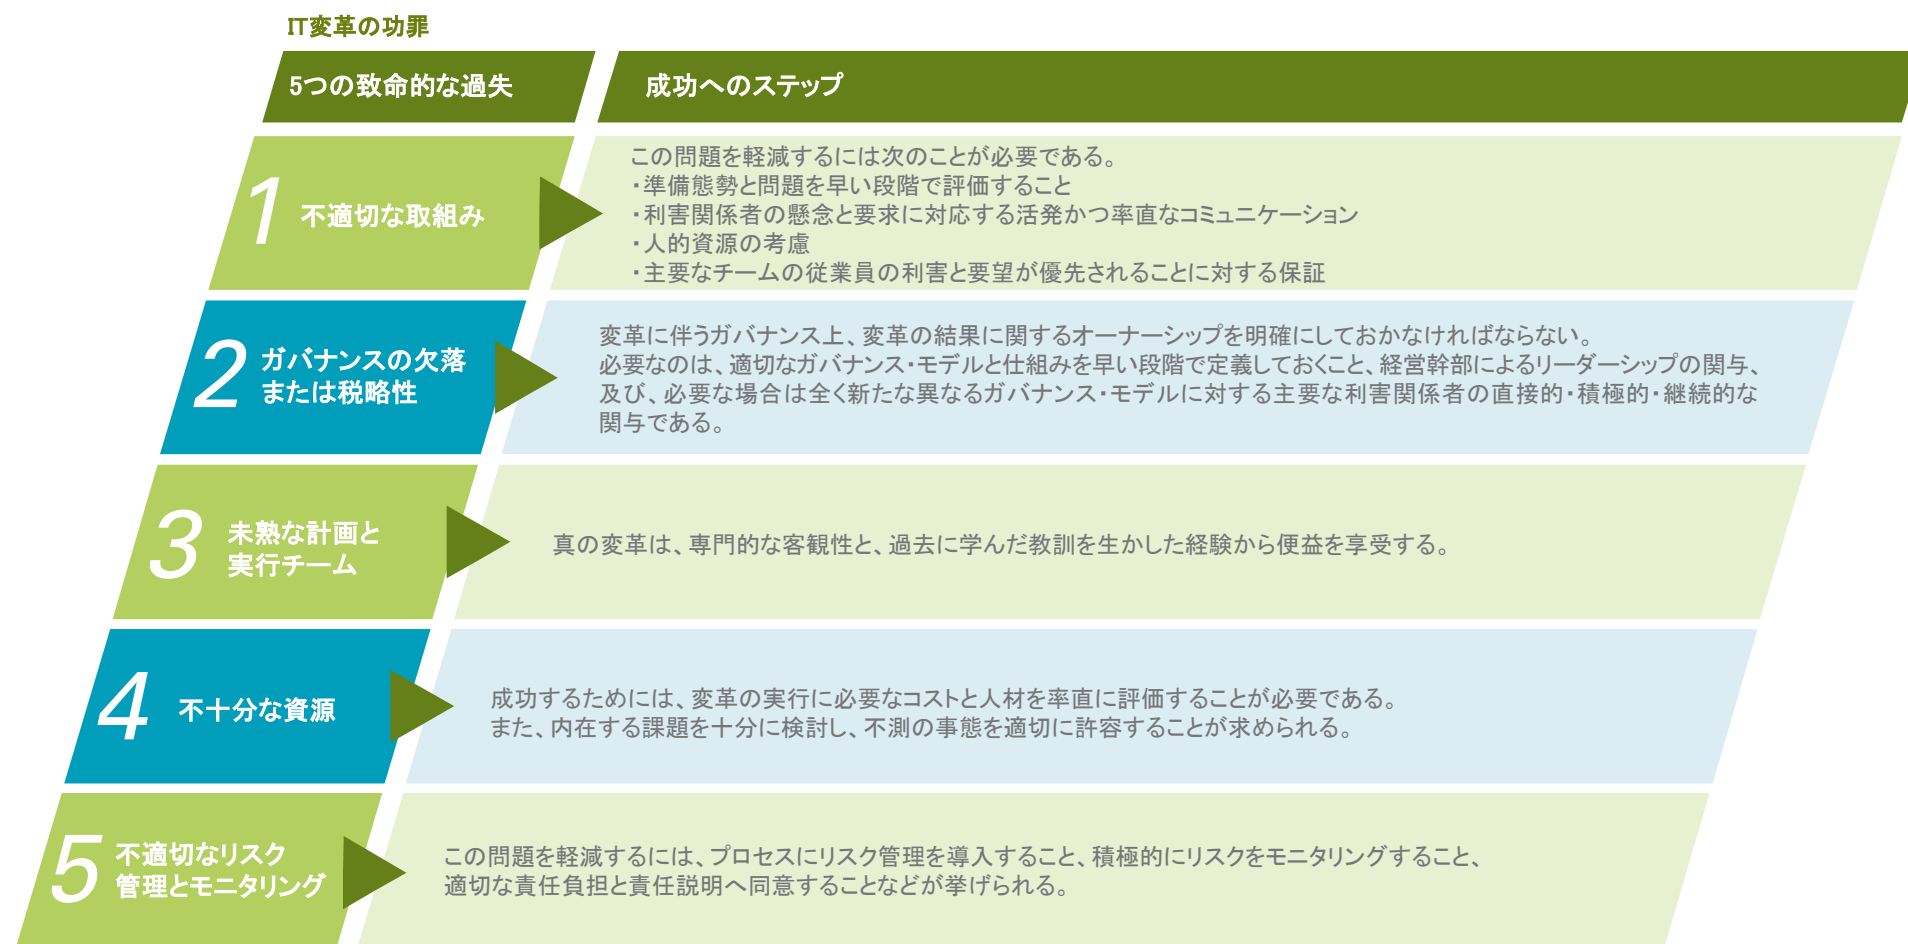 IT変革の功罪
5つの致命的な過失
成功へのステップ
1
不適切な取組み
この問題を軽減するには次のことが必要である。
・準備態勢と問題を早い段階で評価すること
・利害関係者の懸念と要求に対応する活発かつ率直なコミュニケーション
・人的資源の考慮
・主要なチームの従業員の利害と要望が優先されることに対する保証
2
ガバナンスの欠落
または税略性
変革に伴うガバナンス上、変革の結果に関するオーナーシップを明確にしておかなければならない。
必要なのは、適切なガバナンス・モデルと仕組みを早い段階で定義しておくこと、経営幹部によるリーダーシップの関与、
及び、必要な場合は全く新たな異なるガバナンス・モデルに対する主要な利害関係者の直接的・積極的・継続的な
関与である。
3
未熟な計画と
実行チーム
真の変革は、専門的な客観性と、過去に学んだ教訓を生かした経験から便益を享受する。
4
不十分な資源
成功するためには、変革の実行に必要なコストと人材を率直に評価することが必要である。
また、内在する課題を十分に検討し、不測の事態を適切に許容することが求められる。
5
不適切なリスク
管理とモニタリング
この問題を軽減するには、プロセスにリスク管理を導入すること、積極的にリスクをモニタリングすること、
適切な責任負担と責任説明へ同意することなどが挙げられる。